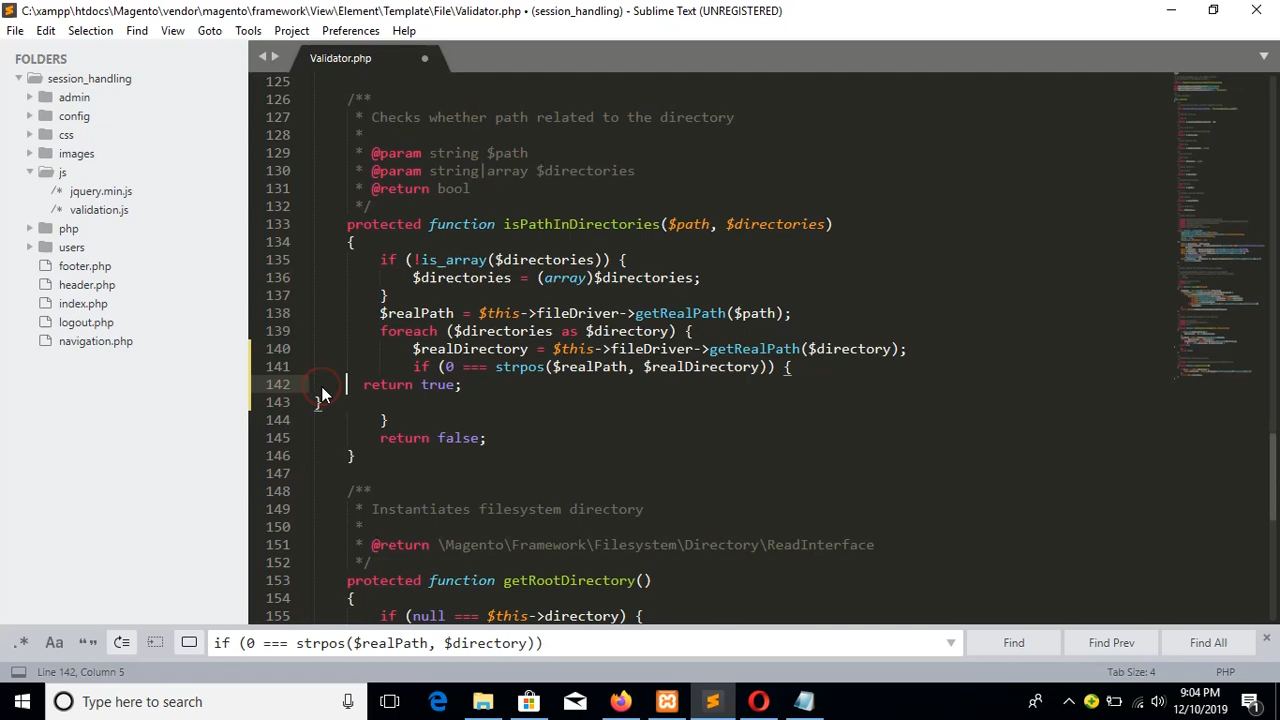 C:\xampp\htdocs\Magento\vendor\magento\framework\View\Element\Template\File\Validator.php • (session_handling) - Sublime Text (UNREGISTERED)
File Edit Selection Find View Goto Tools Project Preferences Help
FOLDERS
session_handling
admin
config
css
images
js
/* jquery.min.js
/* validation.js
php
users
footer.php
header.php
index.php
logout.php
navigation.php
Validator.php
125
126 /**
127 * Checks whether path related to the directory
128 *
129 * @param string $path
130 * @param string|array $directories
131 * @return bool
132 */
133 protected function isPathInDirectories($path, $directories)
134 {
135 if (!is_array($directories)) {
136 $directories = (array)$directories;
137 }
138 $realPath = $this->fileDriver->getRealPath($path);
139 foreach ($directories as $directory) {
140 $realDirectory = $this->fileDriver->getRealPath($directory);
141 if (0 === strpos($realPath, $realDirectory)) {
142 return true;
143 }
144 }
145 return false;
146 }
147
148 /**
149 * Instantiates filesystem directory
150 *
151 * @return \Magento\Framework\Filesystem\Directory\ReadInterface
152 */
153 protected function getRootDirectory()
154 {
155 if (null === $this->directory) {
.* Aa “” if (0 === strpos($realPath, $directory)) Find Find Prev Find All
Line 142, Column 5 Tab Size: 4 PHP
Type here to search
9:04 PM
12/10/2019
1